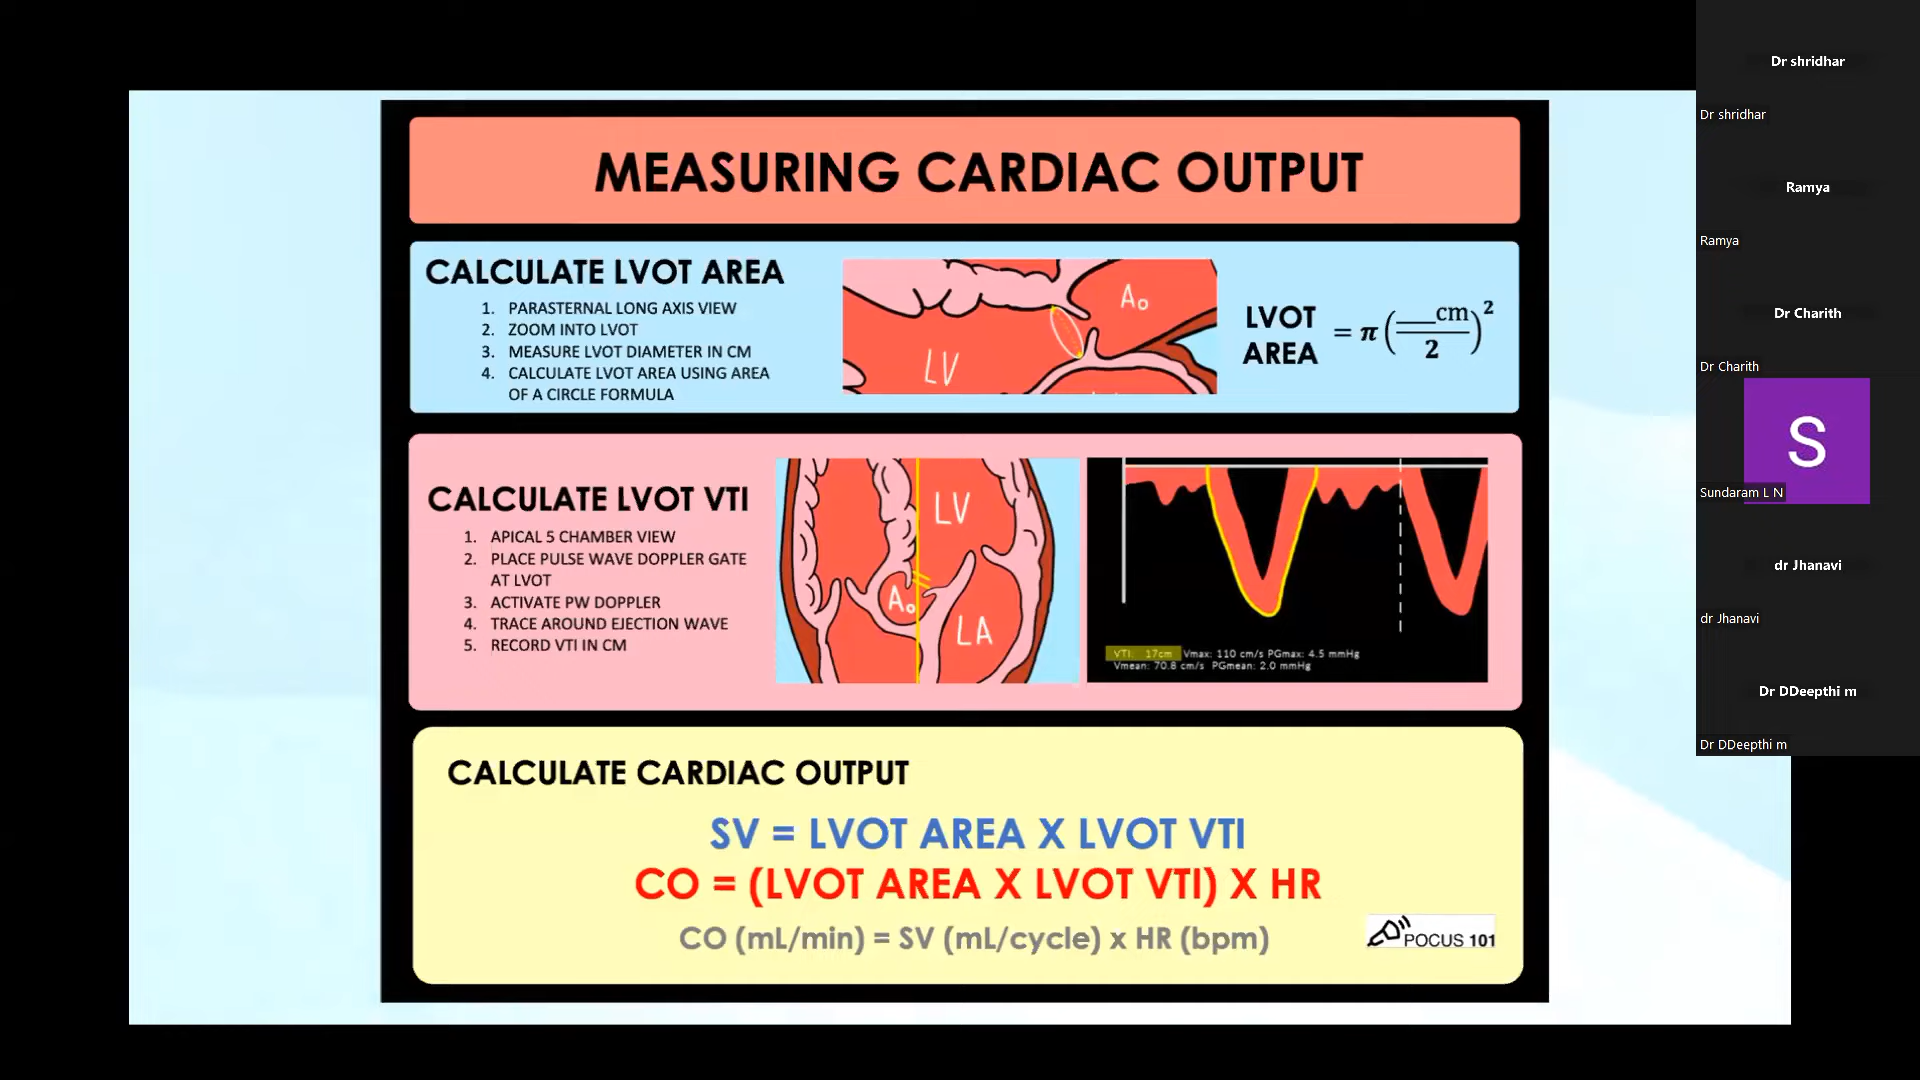 MEASURING CARDIAC OUTPUT
CALCULATE LVOT AREA
1. PARASTERNAL LONG AXIS VIEW
2. ZOOM INTO LVOT
3. MEASURE LVOT DIAMETER IN CM
4. CALCULATE LVOT AREA USING AREA
OF A CIRCLE FORMULA
Ao
LV
LVOT
AREA
= π (___cm / 2)²
CALCULATE LVOT VTI
1. APICAL 5 CHAMBER VIEW
2. PLACE PULSE WAVE DOPPLER GATE
AT LVOT
3. ACTIVATE PW DOPPLER
4. TRACE AROUND EJECTION WAVE
5. RECORD VTI IN CM
LV
Ao
LA
VTI: 17cm Vmax: 110 cm/s PGmax: 4.5 mmHg
Vmean: 70.8 cm/s PGmean: 2.0 mmHg
CALCULATE CARDIAC OUTPUT
SV = LVOT AREA X LVOT VTI
CO = (LVOT AREA X LVOT VTI) X HR
CO (mL/min) = SV (mL/cycle) x HR (bpm)
POCUS 101
Dr shridhar
Dr shridhar
Ramya
Ramya
Dr Charith
Dr Charith
S
Sundaram L N
dr Jhanavi
dr Jhanavi
Dr DDeepthi m
Dr DDeepthi m